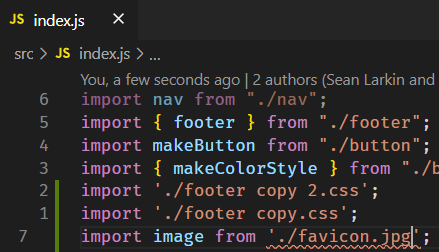 JS index.js ×
src > JS index.js > ...
You, a few seconds ago | 2 authors (Sean Larkin and
6 import nav from "./nav";
5 import { footer } from "./footer";
4 import makeButton from "./button";
3 import { makeColorStyle } from "./b
2 import './footer copy 2.css';
1 import './footer copy.css';
7 import image from './favicon.jpg';